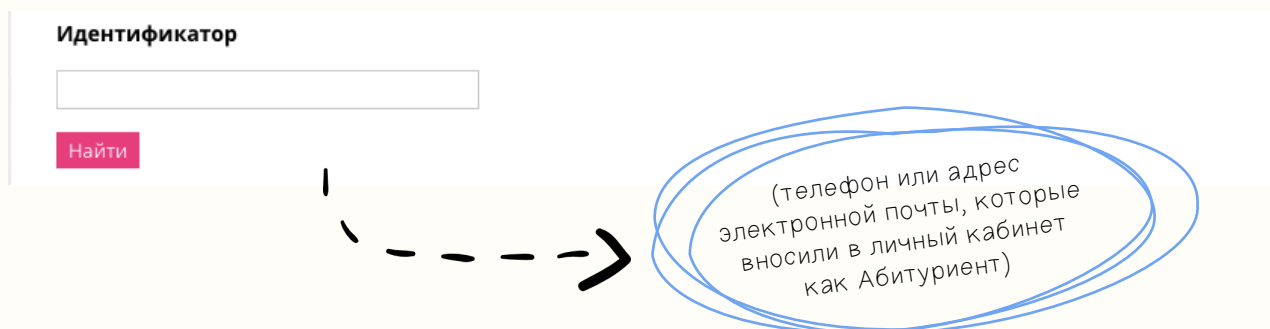 Идентификатор
Найти
(телефон или адрес
электронной почты, которые
вносили в личный кабинет
как Абитуриент)